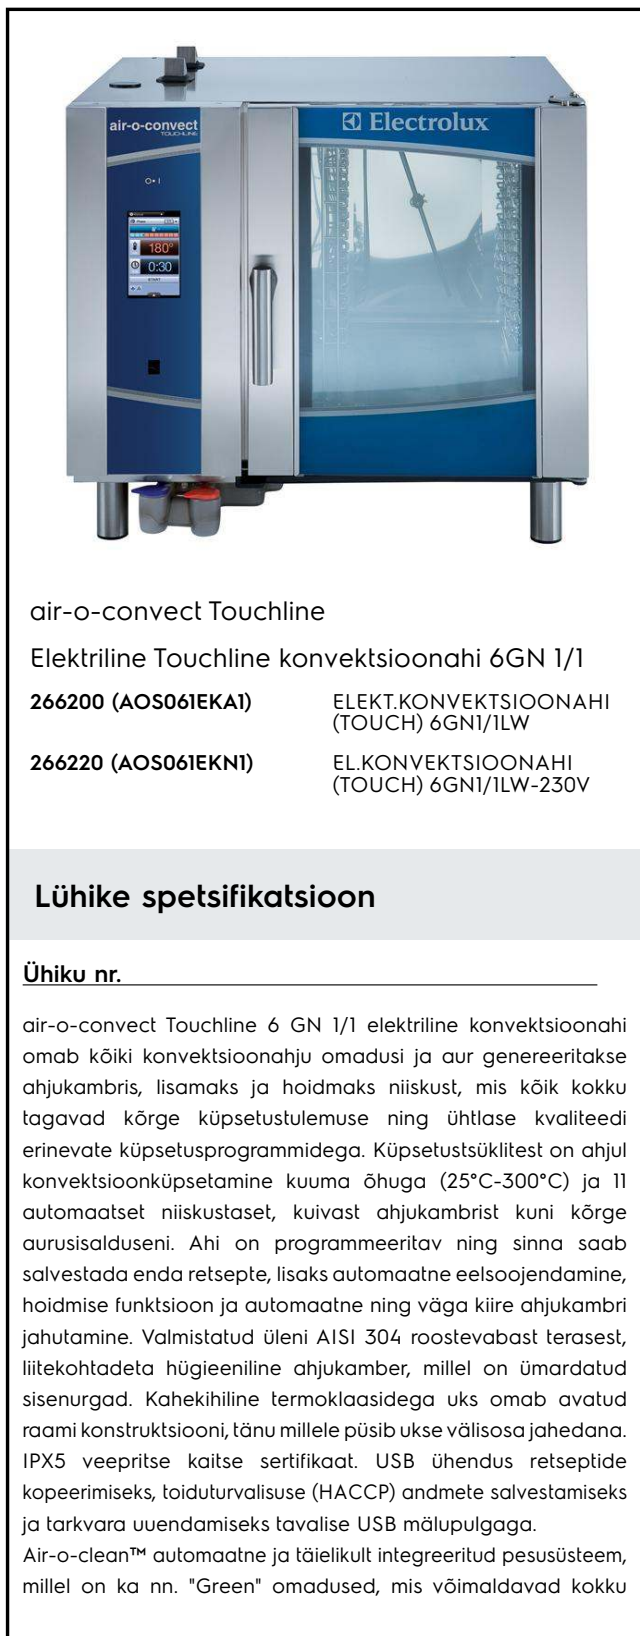 air-o-convect
TOUCHLINE
Electrolux
180°
0:30
START
air-o-convect Touchline
Elektriline Touchline konvektsioonahi 6GN 1/1
266200 (AOS061EKA1) ELEKT.KONVEKTSIOONAHI
(TOUCH) 6GN1/1LW
266220 (AOS061EKN1) EL.KONVEKTSIOONAHI
(TOUCH) 6GN1/1LW-230V
Lühike spetsifikatsioon
Ühiku nr.
air-o-convect Touchline 6 GN 1/1 elektriline konvektsioonahi
omab kõiki konvektsioonahju omadusi ja aur genereeritakse
ahjukambris, lisamaks ja hoidmaks niiskust, mis kõik kokku
tagavad kõrge küpsetustulemuse ning ühtlase kvaliteedi
erinevate küpsetusprogrammidega. Küpsetustsüklitest on ahjul
konvektsioonküpsetamine kuuma õhuga (25°C-300°C) ja 11
automaatset niiskustaset, kuivast ahjukambrist kuni kõrge
aurusisalduseni. Ahi on programmeeritav ning sinna saab
salvestada enda retsepte, lisaks automaatne eelsoojendamine,
hoidmise funktsioon ja automaatne ning väga kiire ahjukambri
jahutamine. Valmistatud üleni AISI 304 roostevabast terasest,
liitekohtadeta hügieeniline ahjukamber, millel on ümardatud
sisenurgad. Kahekihiline termoklaasidega uks omab avatud
raami konstruktsiooni, tänu millele püsib ukse välisosa jahedana.
IPX5 veepritse kaitse sertifikaat. USB ühendus retseptide
kopeerimiseks, toiduturvalisuse (HACCP) andmete salvestamiseks
ja tarkvara uuendamiseks tavalise USB mälupulgaga.
Air-o-clean™ automaatne ja täielikult integreeritud pesusüsteem,
millel on ka nn. "Green" omadused, mis võimaldavad kokku